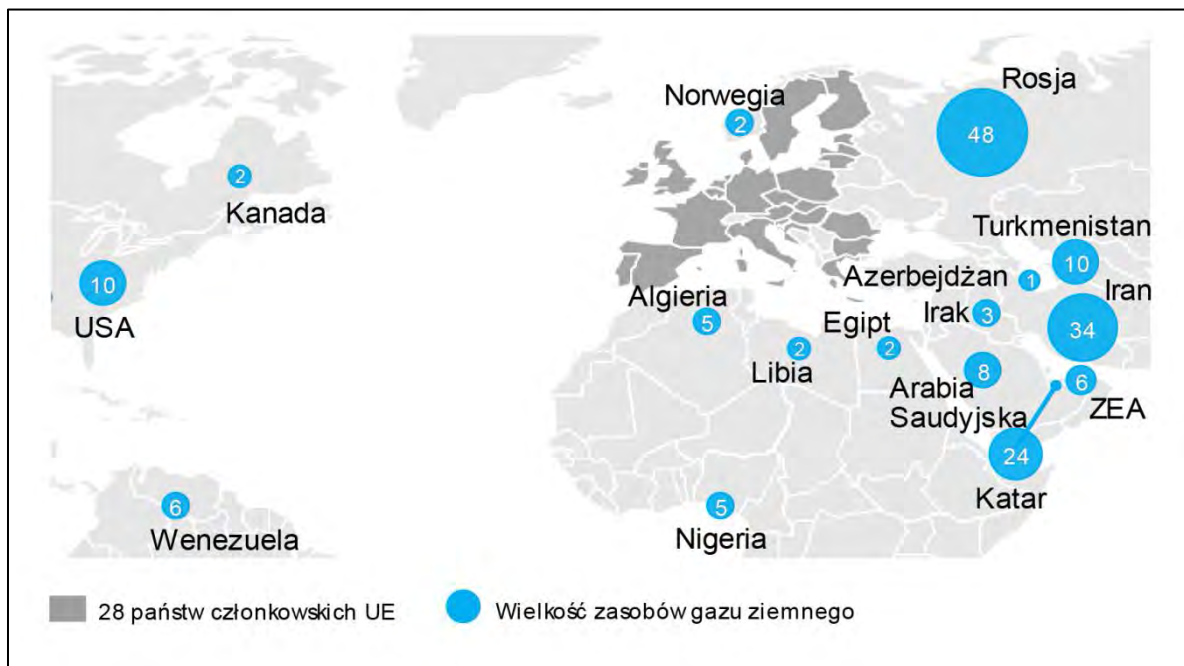 Norwegia
2
Rosja
48
2
Kanada
Turkmenistan
10
10
USA
Azerbejdżan
1
Iran
34
Algieria
5
Irak
3
Egipt
2
2
Libia
Arabia
Saudyjska
8
6
ZEA
24
Katar
6
Wenezuela
5
Nigeria
28 państw członkowskich UE
Wielkość zasobów gazu ziemnego